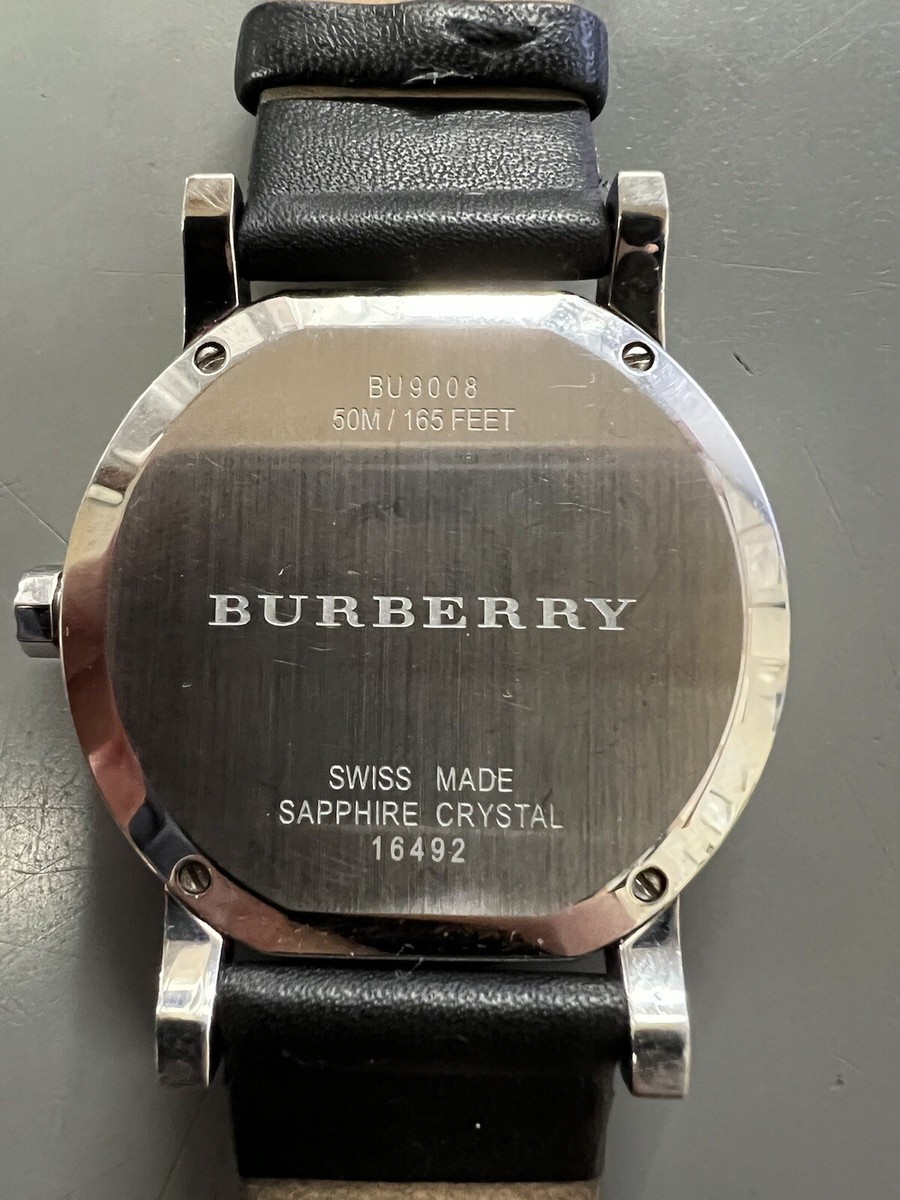 BU9008
50M / 165 FEET
BURBERRY
SWISS MADE
SAPPHIRE CRYSTAL
16492